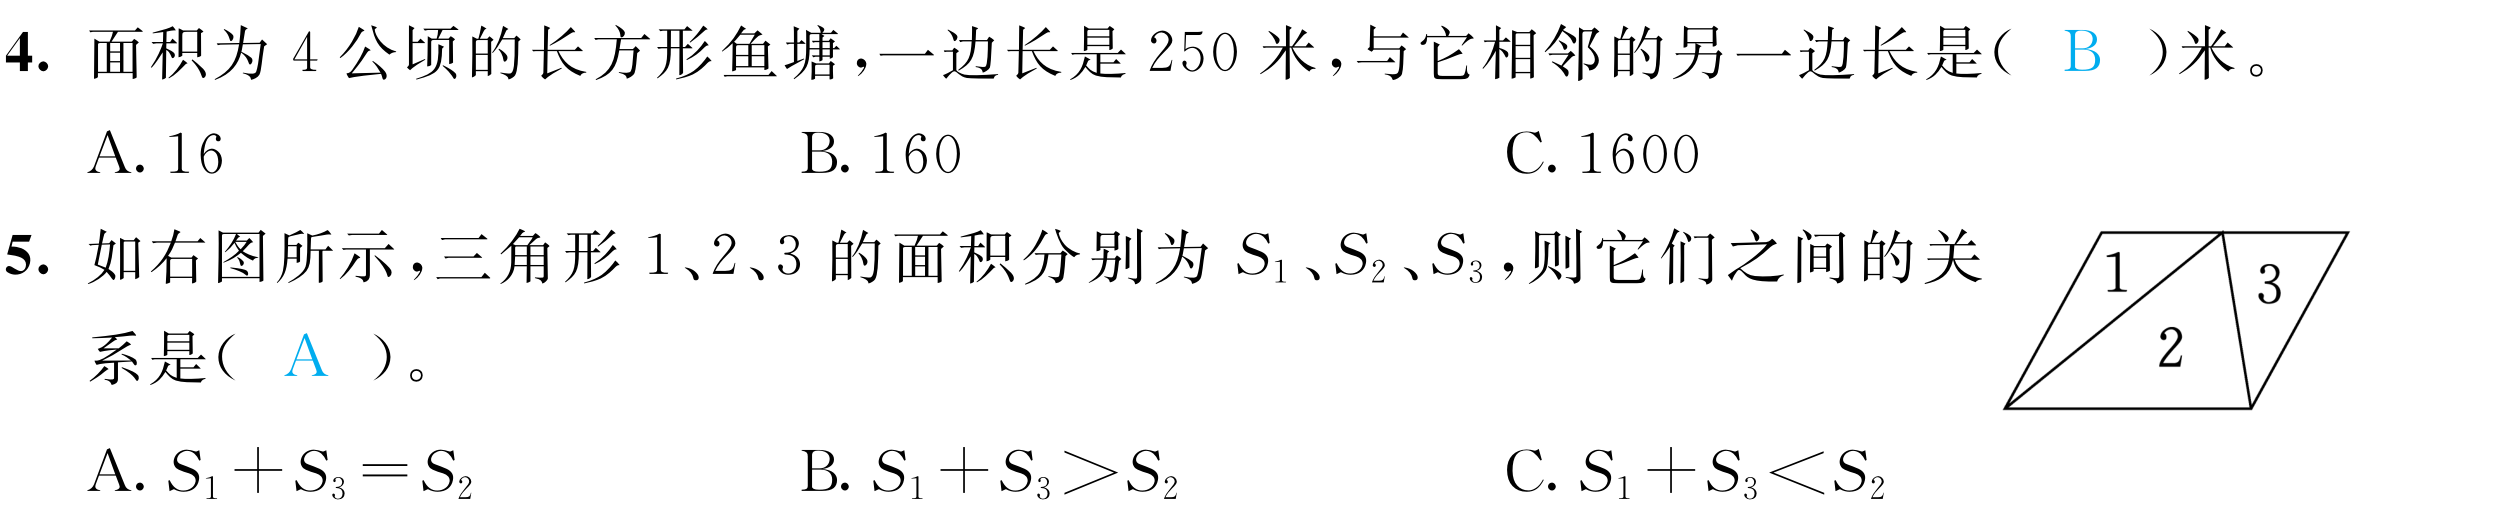 4. 面积为 4 公顷的长方形鱼塘，一边长是 250 米，与它相邻的另一边长是( B )米。
A. 16 B. 160 C. 1600
5. 如右图所示，三角形 1、2、3 的面积分别为 S₁、S₂、S₃，则它们之间的关
系是( A )。
1
2
3
A. S₁+S₃=S₂ B. S₁+S₃>S₂ C. S₁+S₃<S₂